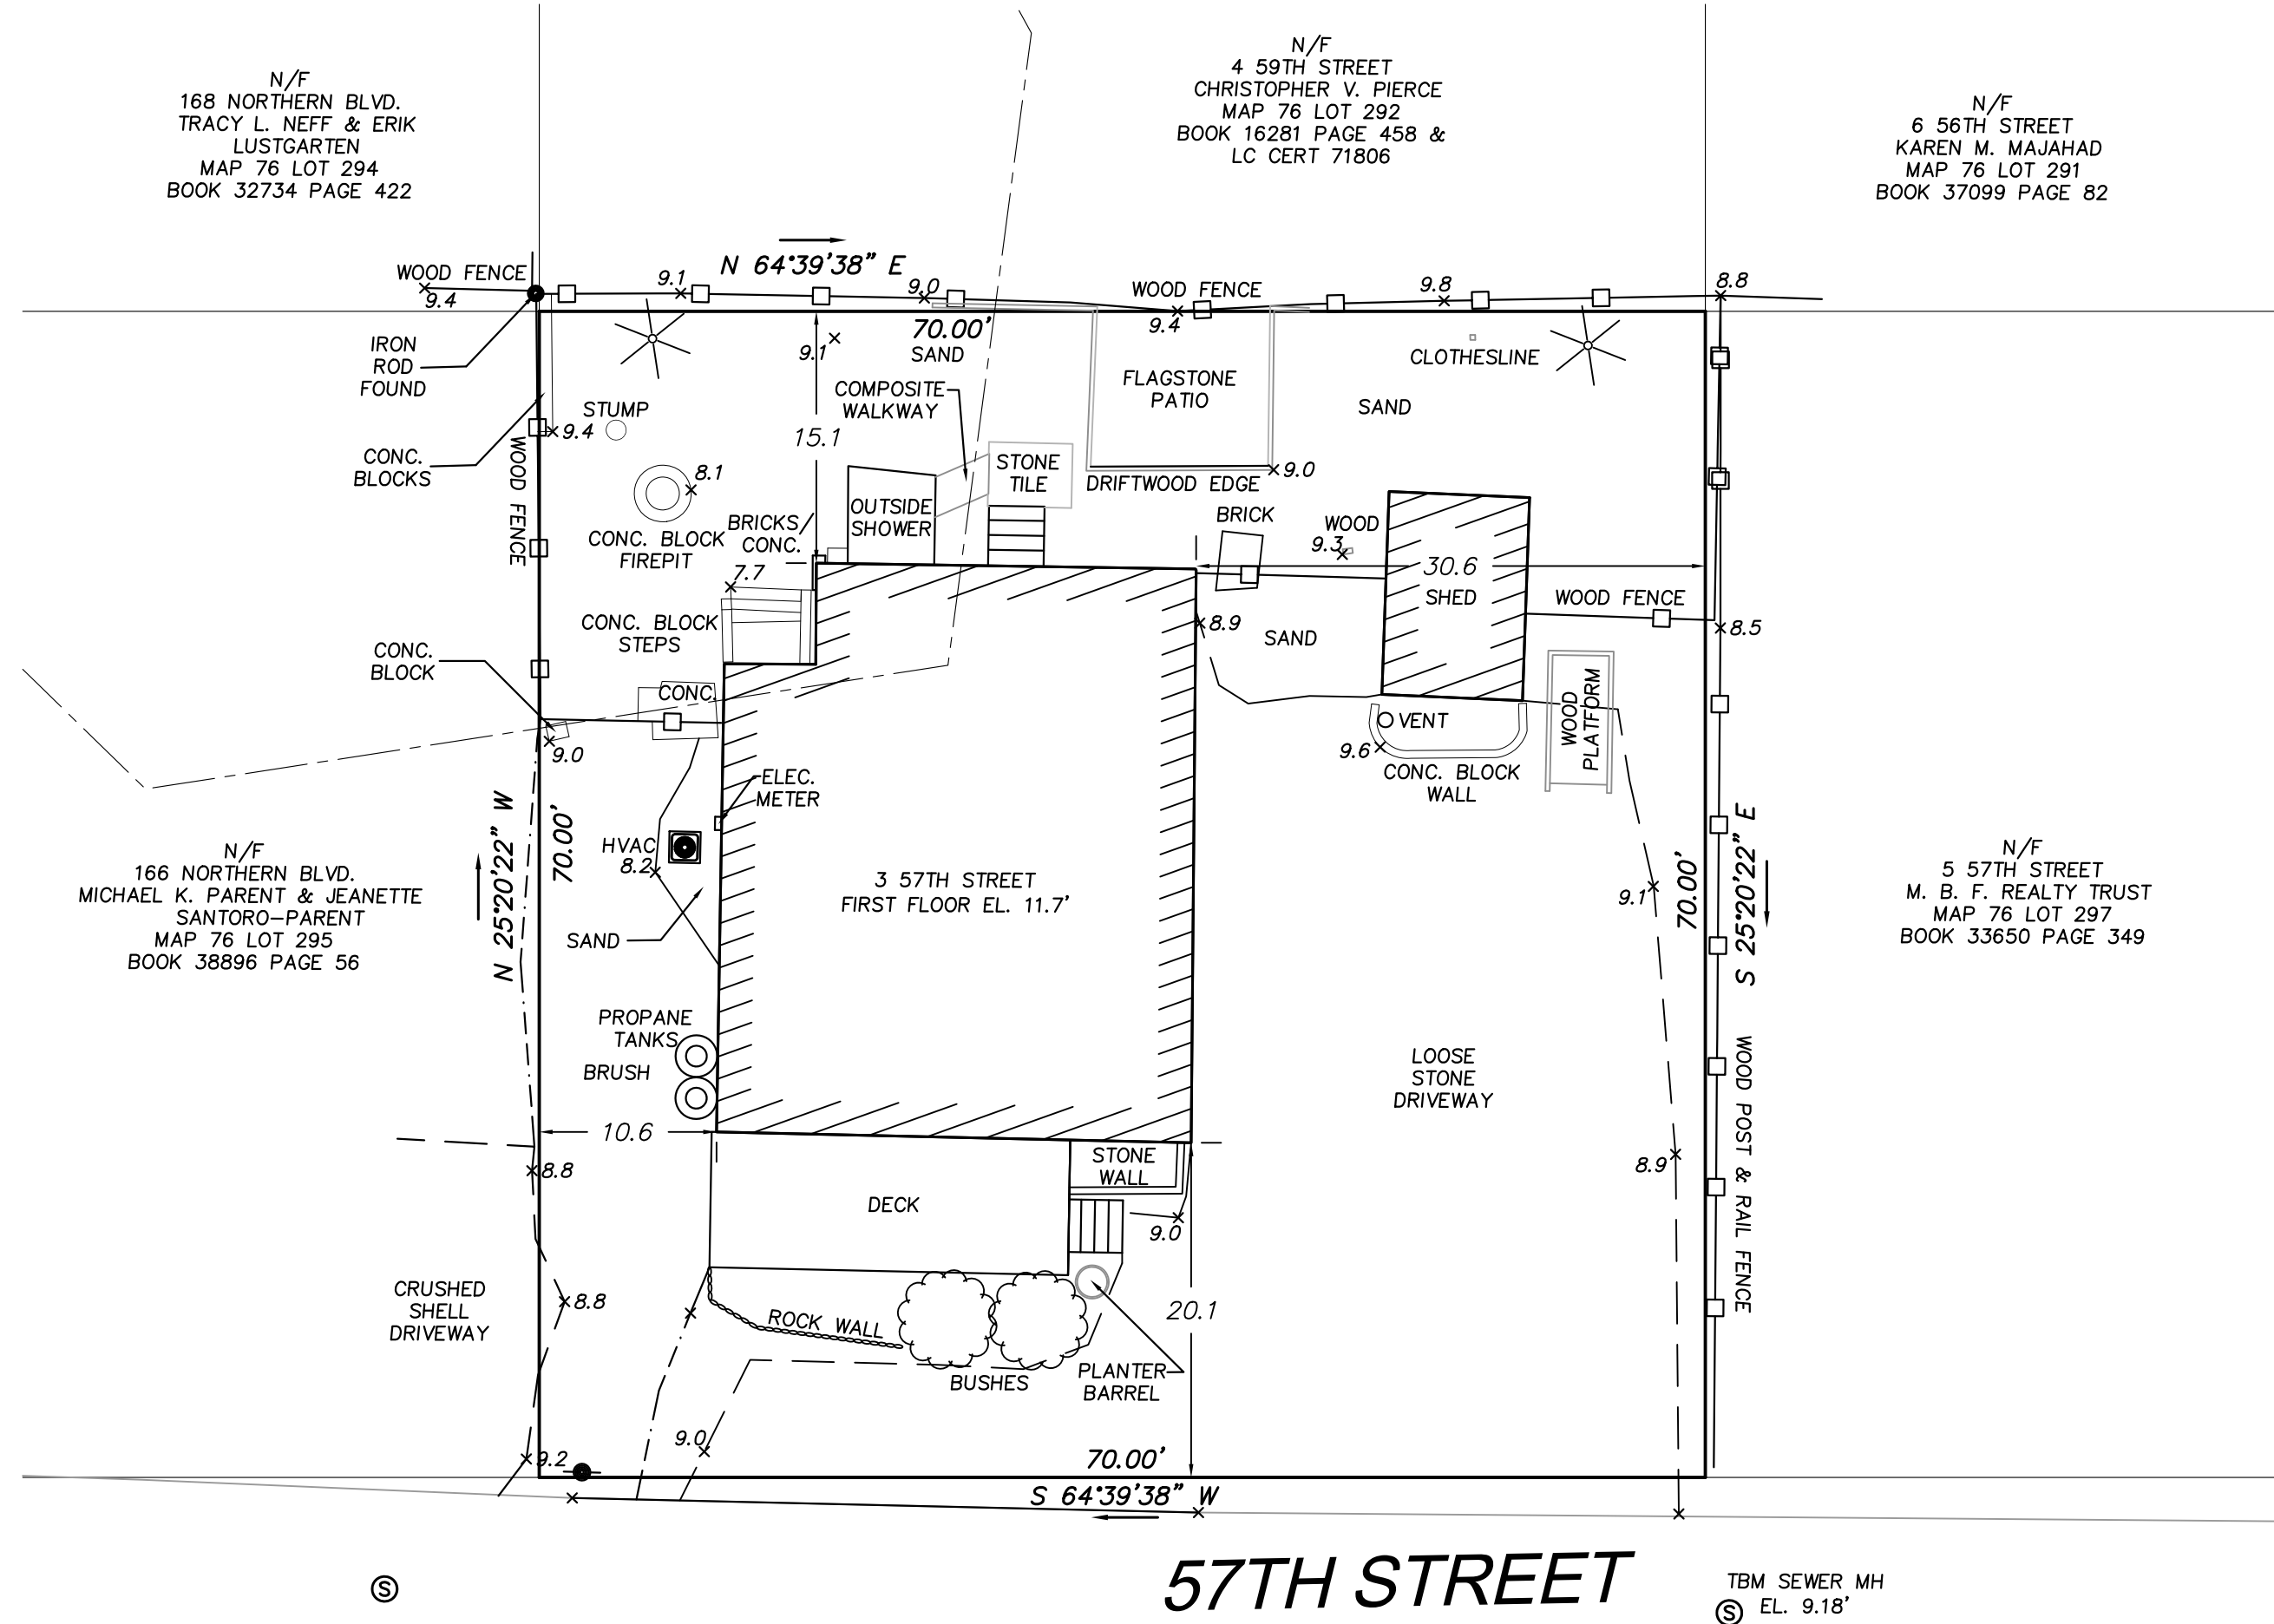 N/F
168 NORTHERN BLVD.
TRACY L. NEFF & ERIK
LUSTGARTEN
MAP 76 LOT 294
BOOK 32734 PAGE 422
N/F
4 59TH STREET
CHRISTOPHER V. PIERCE
MAP 76 LOT 292
BOOK 16281 PAGE 458 &
LC CERT 71806
N/F
6 56TH STREET
KAREN M. MAJAHAD
MAP 76 LOT 291
BOOK 37099 PAGE 82
WOOD FENCE
9.4
9.1
N 64°39'38" E
9.0
WOOD FENCE
9.4
9.8
8.8
IRON
ROD
FOUND
9.1
70.00'
SAND
CLOTHESLINE
COMPOSITE
WALKWAY
FLAGSTONE
PATIO
SAND
STUMP
9.4
15.1
CONC.
BLOCKS
WOOD FENCE
8.1
STONE
TILE
DRIFTWOOD EDGE
9.0
OUTSIDE
SHOWER
BRICKS/
CONC.
BRICK
WOOD
9.3
CONC. BLOCK
FIREPIT
7.7
30.6
SHED
WOOD FENCE
CONC. BLOCK
STEPS
8.9
SAND
8.5
CONC.
BLOCK
CONC.
9.0
VENT
9.6
CONC. BLOCK
WALL
WOOD
PLATFORM
ELEC.
METER
N 25°20'22" W
70.00'
HVAC
8.2
SAND
3 57TH STREET
FIRST FLOOR EL. 11.7'
9.1
70.00'
S 25°20'22" E
N/F
166 NORTHERN BLVD.
MICHAEL K. PARENT & JEANETTE
SANTORO-PARENT
MAP 76 LOT 295
BOOK 38896 PAGE 56
N/F
5 57TH STREET
M. B. F. REALTY TRUST
MAP 76 LOT 297
BOOK 33650 PAGE 349
PROPANE
TANKS
BRUSH
LOOSE
STONE
DRIVEWAY
WOOD POST & RAIL FENCE
10.6
8.8
STONE
WALL
8.9
DECK
9.0
CRUSHED
SHELL
DRIVEWAY
8.8
ROCK WALL
20.1
BUSHES
PLANTER
BARREL
9.0
9.2
70.00'
S 64°39'38" W
57TH STREET
S
TBM SEWER MH
S EL. 9.18'